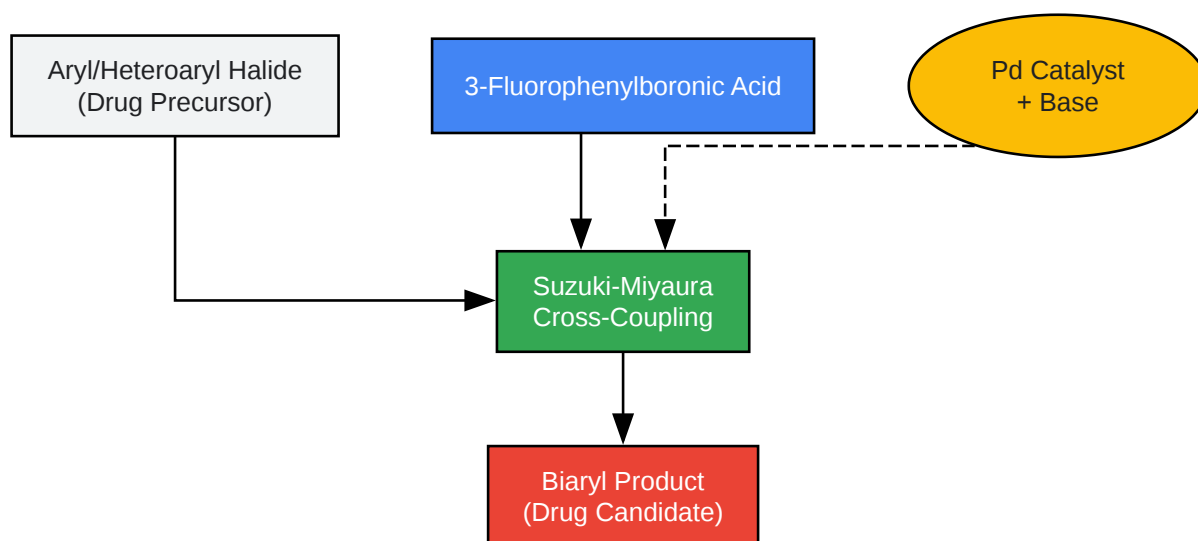 Aryl/Heteroaryl Halide
(Drug Precursor)
3-Fluorophenylboronic Acid
Pd Catalyst
+ Base
Suzuki-Miyaura
Cross-Coupling
Biaryl Product
(Drug Candidate)